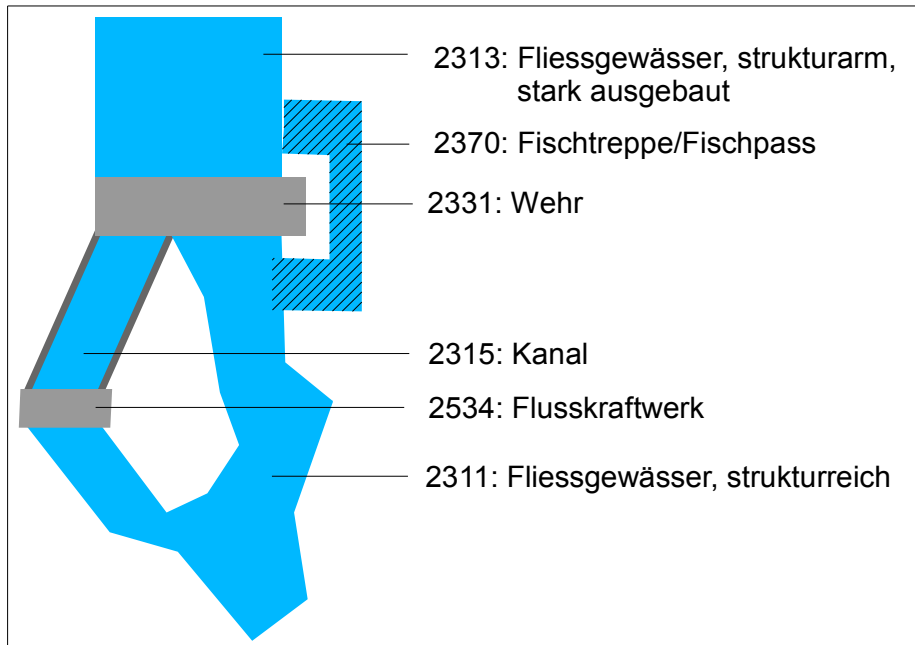 2313: Fliessgewässer, strukturarm,
stark ausgebaut
2370: Fischtreppe/Fischpass
2331: Wehr
2315: Kanal
2534: Flusskraftwerk
2311: Fliessgewässer, strukturreich